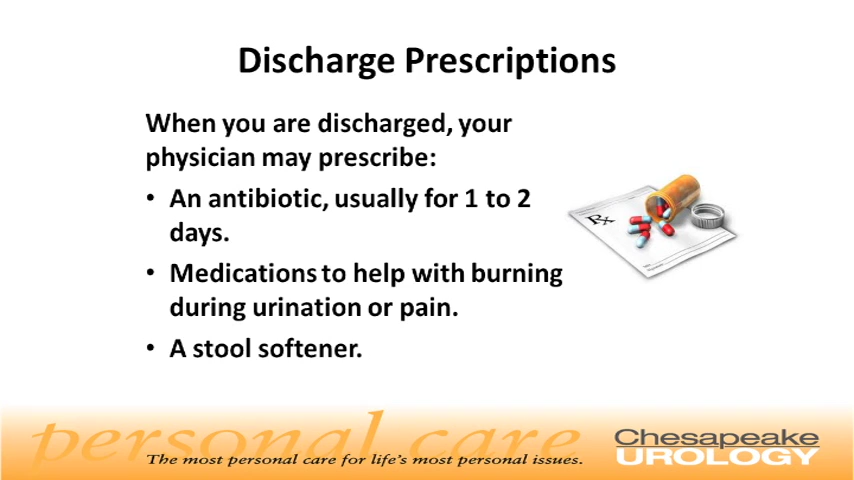 Discharge Prescriptions
When you are discharged, your
physician may prescribe:
• An antibiotic, usually for 1 to 2
days.
• Medications to help with burning
during urination or pain.
• A stool softener.
Rx
personal care
The most personal care for life's most personal issues.
Chesapeake
UROLOGY